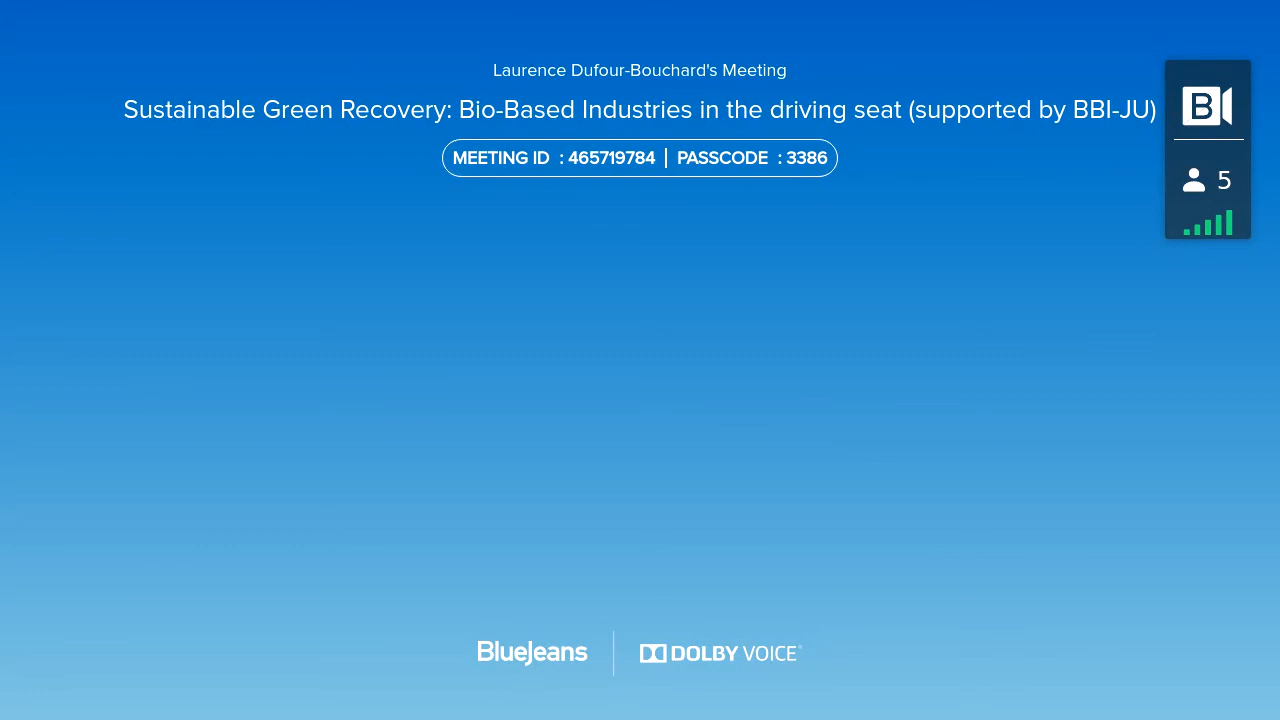 Laurence Dufour-Bouchard's Meeting
Sustainable Green Recovery: Bio-Based Industries in the driving seat (supported by BBI-JU)
MEETING ID : 465719784 | PASSCODE : 3386
B
5
BlueJeans
DOLBY VOICE